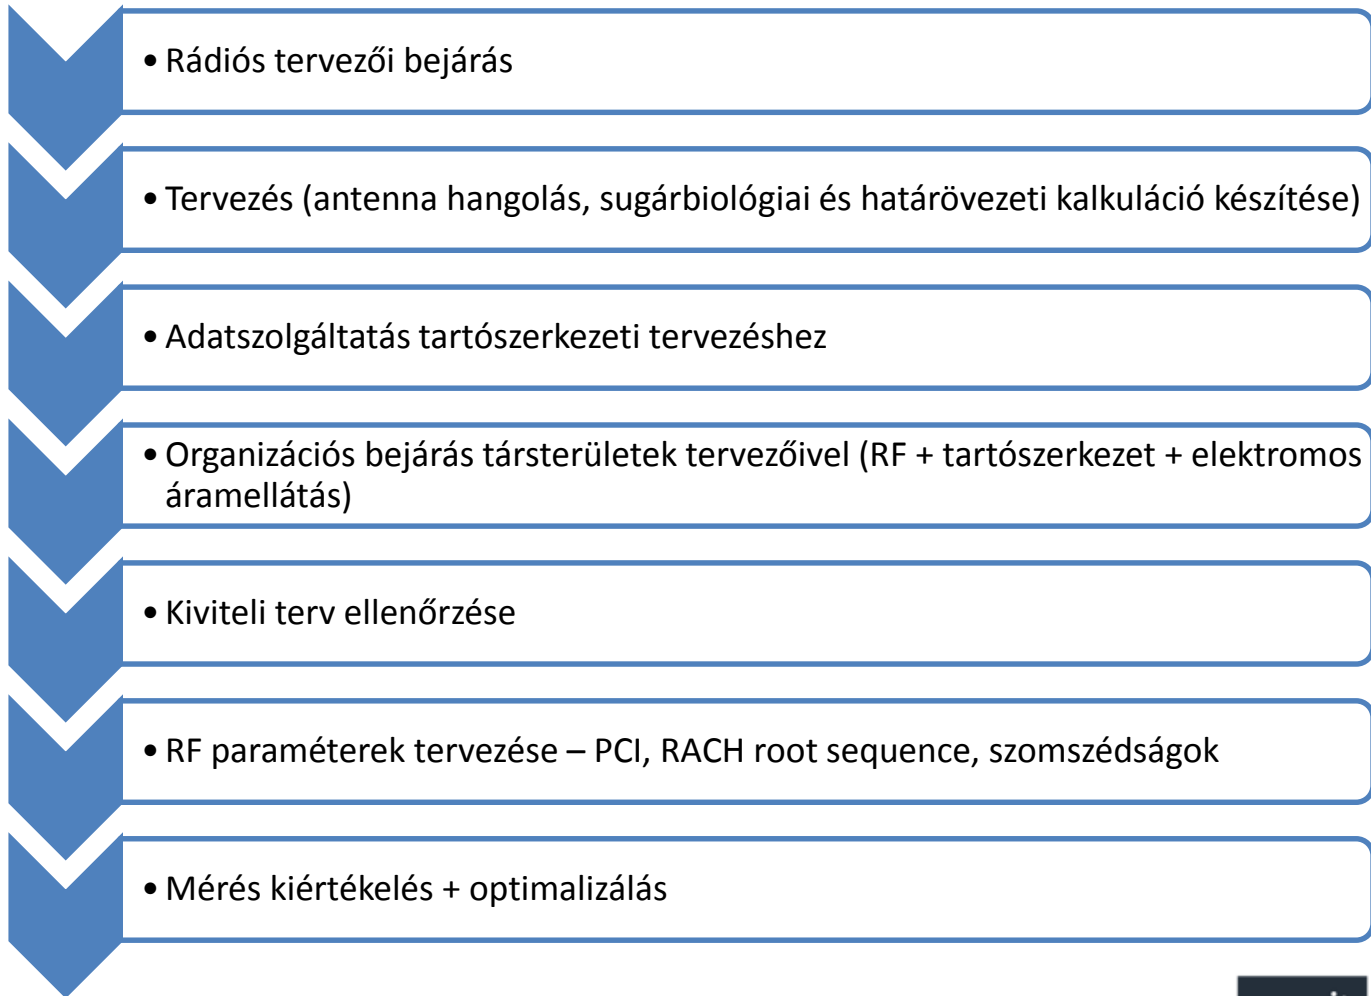 • Rádiós tervezői bejárás
• Tervezés (antenna hangolás, sugárbiológiai és határövezeti kalkuláció készítése)
• Adatszolgáltatás tartószerkezeti tervezéshez
• Organizációs bejárás társterületek tervezőivel (RF + tartószerkezet + elektromos
áramellátás)
• Kiviteli terv ellenőrzése
• RF paraméterek tervezése – PCI, RACH root sequence, szomszédságok
• Mérés kiértékelés + optimalizálás